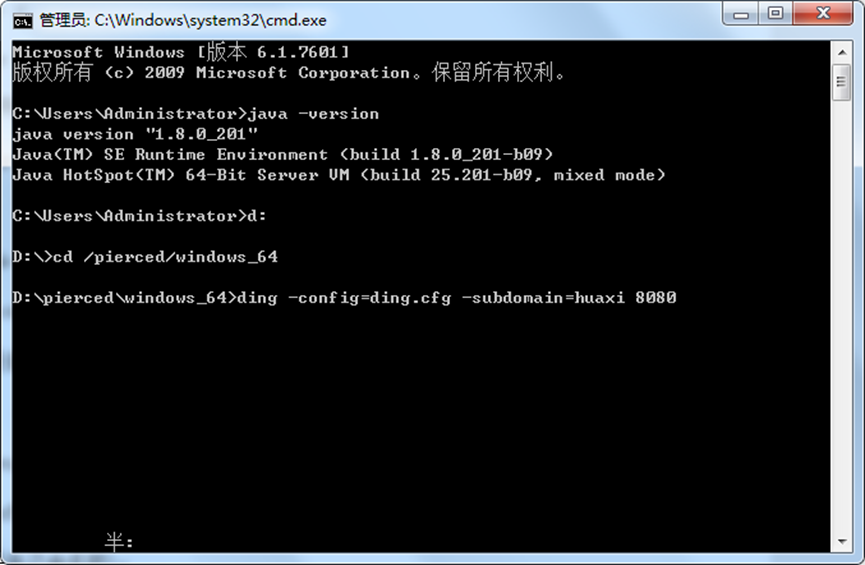 管理员: C:\Windows\system32\cmd.exe
Microsoft Windows [版本 6.1.7601]
版权所有 (c) 2009 Microsoft Corporation。保留所有权利。
C:\Users\Administrator>java -version
java version "1.8.0_201"
Java(TM) SE Runtime Environment (build 1.8.0_201-b09)
Java HotSpot(TM) 64-Bit Server VM (build 25.201-b09, mixed mode)
C:\Users\Administrator>d:
D:\>cd /pierced/windows_64
D:\pierced\windows_64>ding -config=ding.cfg -subdomain=huaxi 8080
半: